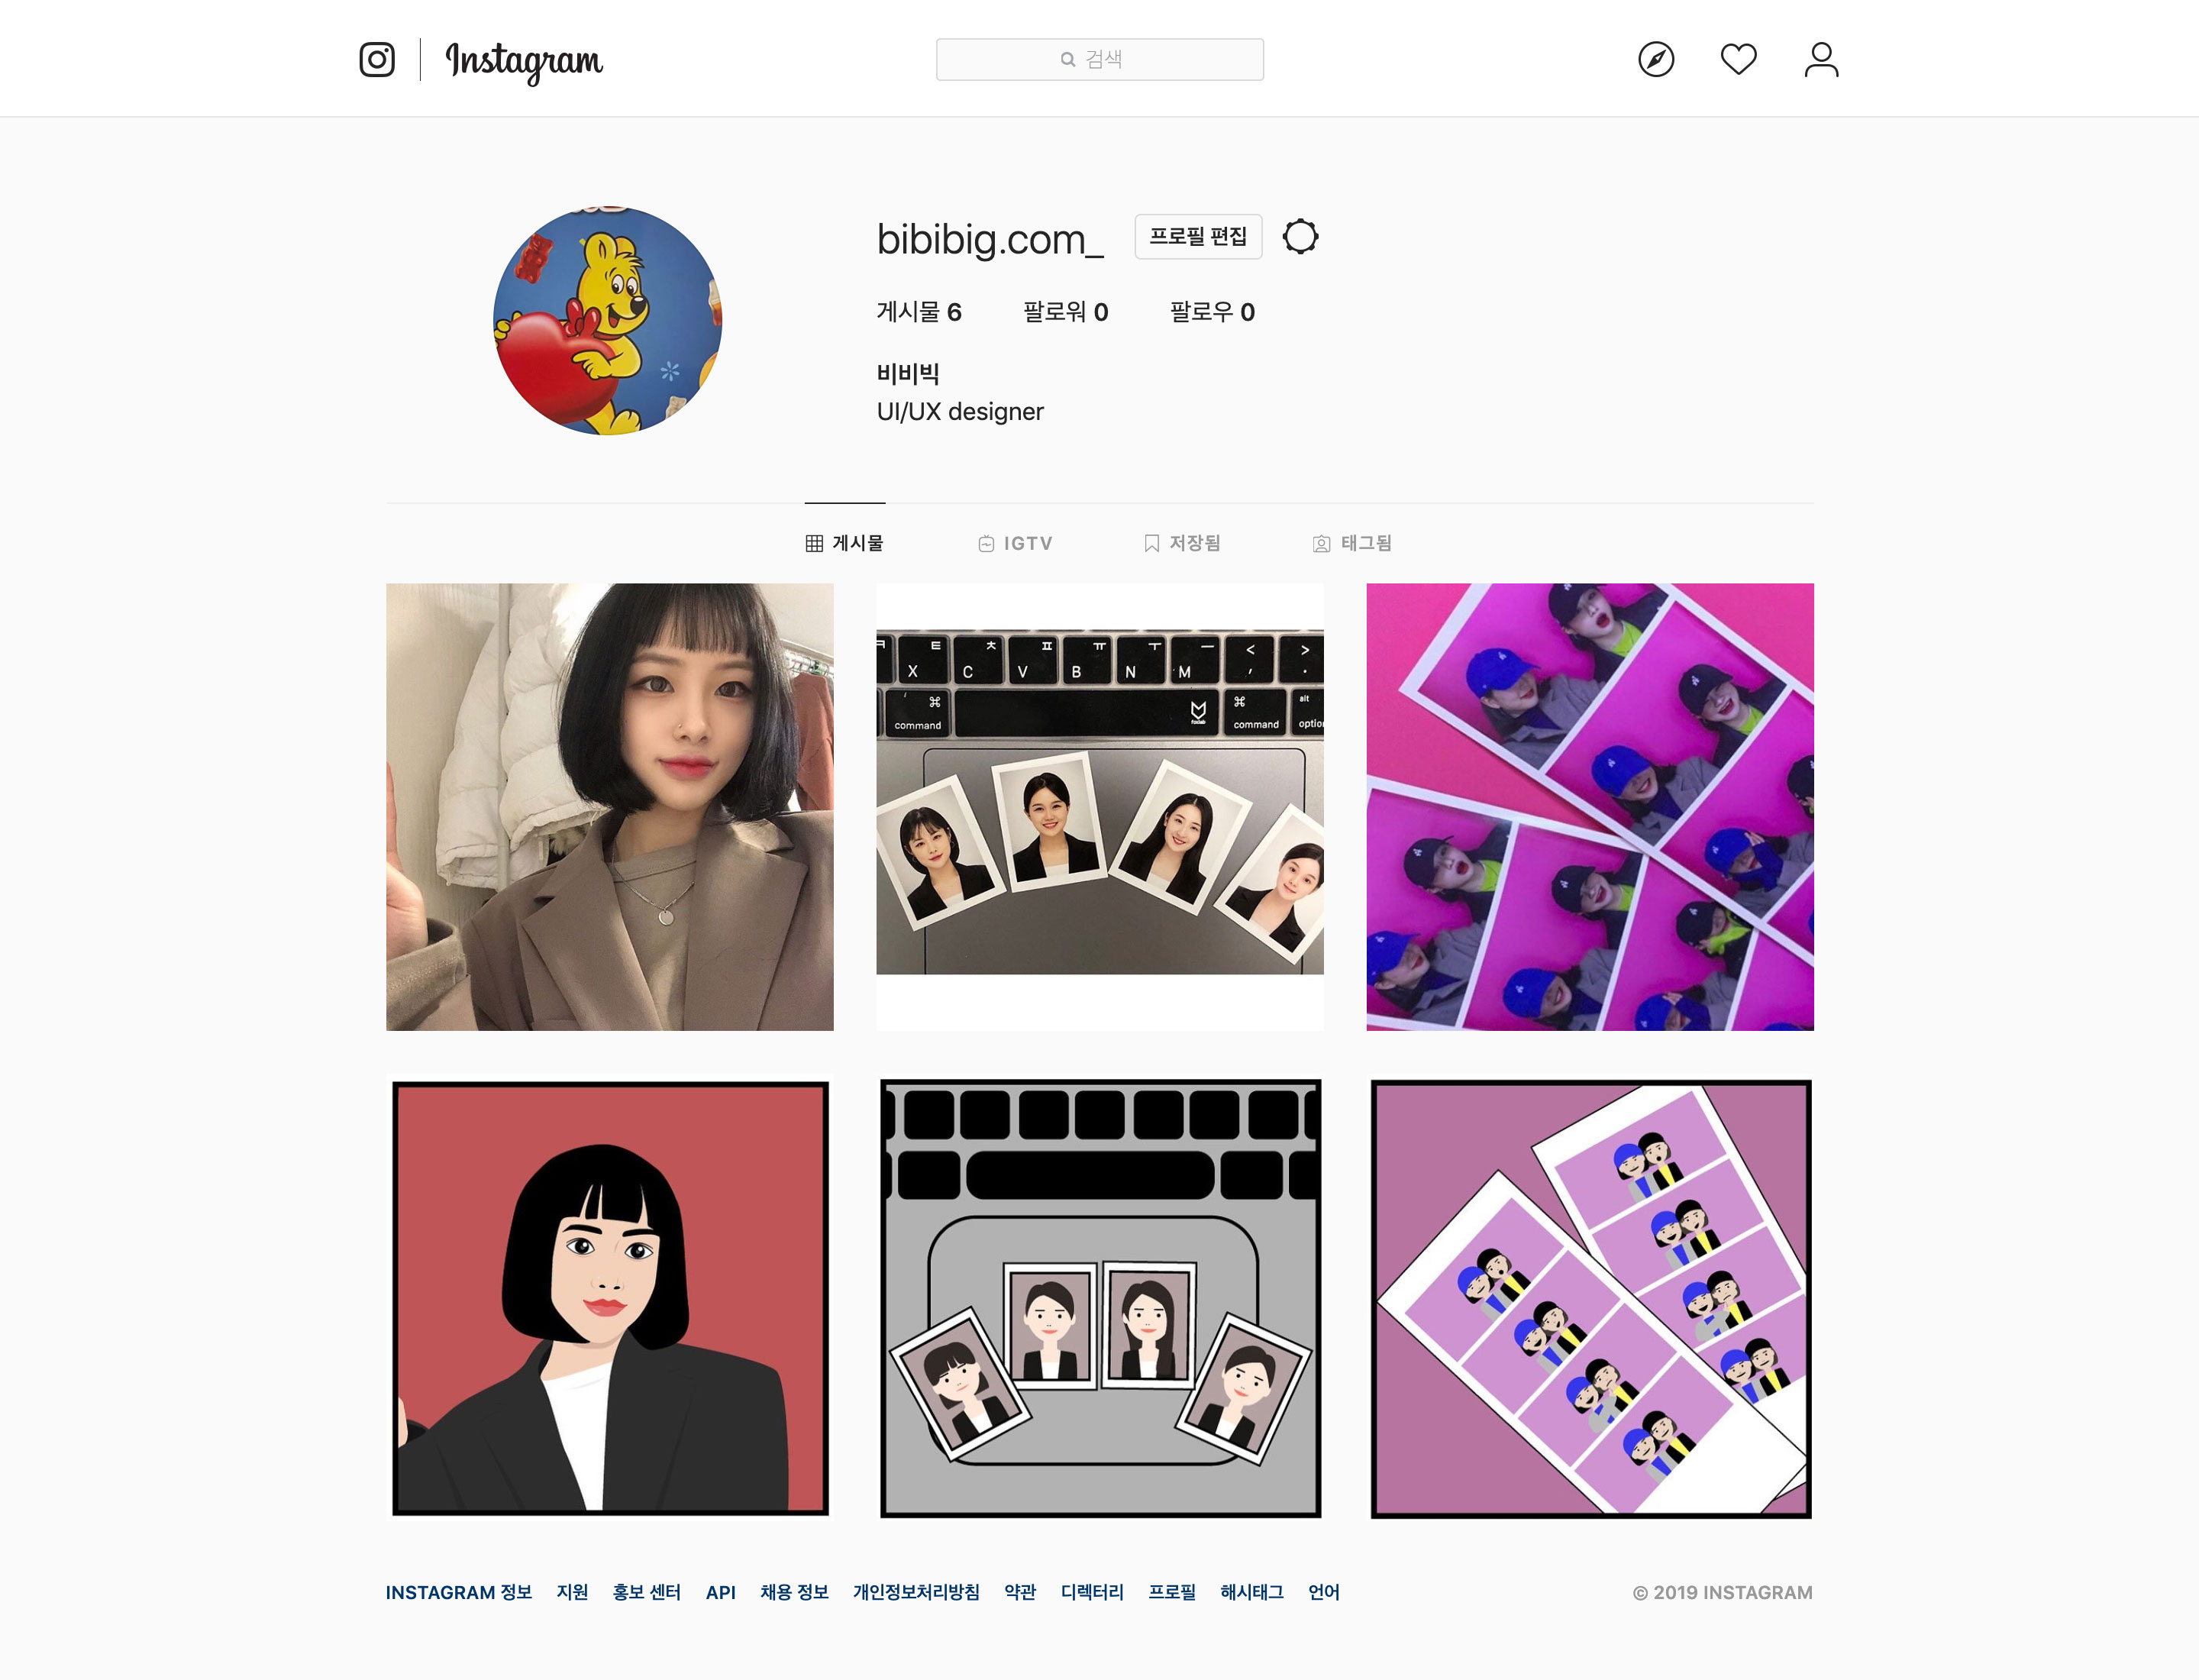 Instagram
검색
bibibig.com_
프로필 편집
게시물 6 팔로워 0 팔로우 0
비비빅
UI/UX designer
게시물 IGTV 저장됨 태그됨
ㅌ ㅊ ㅍ ㅠ ㅜ ㅡ < >
X C V B N M , .
⌘ ⌘ alt
command command optio
INSTAGRAM 정보 지원 홍보 센터 API 채용 정보 개인정보처리방침 약관 디렉터리 프로필 해시태그 언어 © 2019 INSTAGRAM